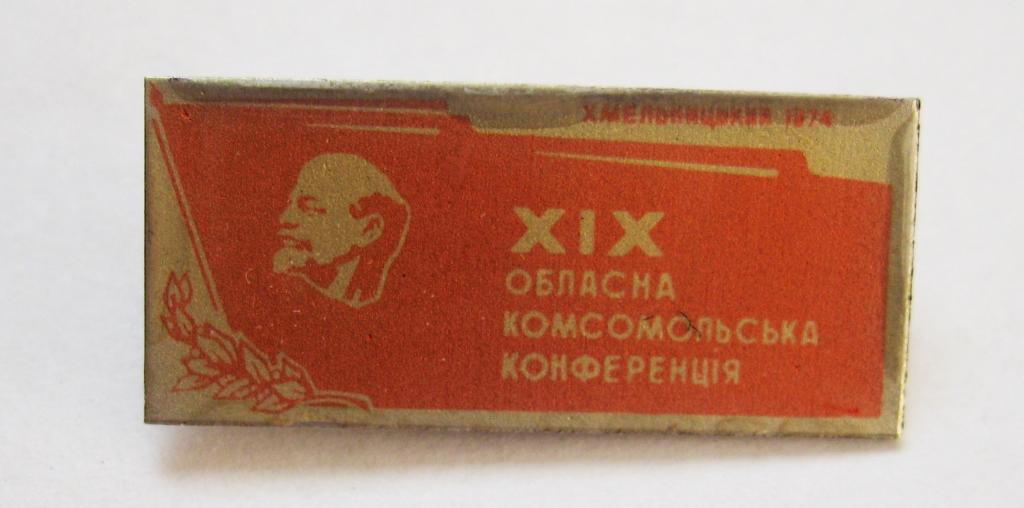 ХМЕЛЬНИЦЬКИЙ 1974
XIX
ОБЛАСНА
КОМСОМОЛЬСЬКА
КОНФЕРЕНЦІЯ